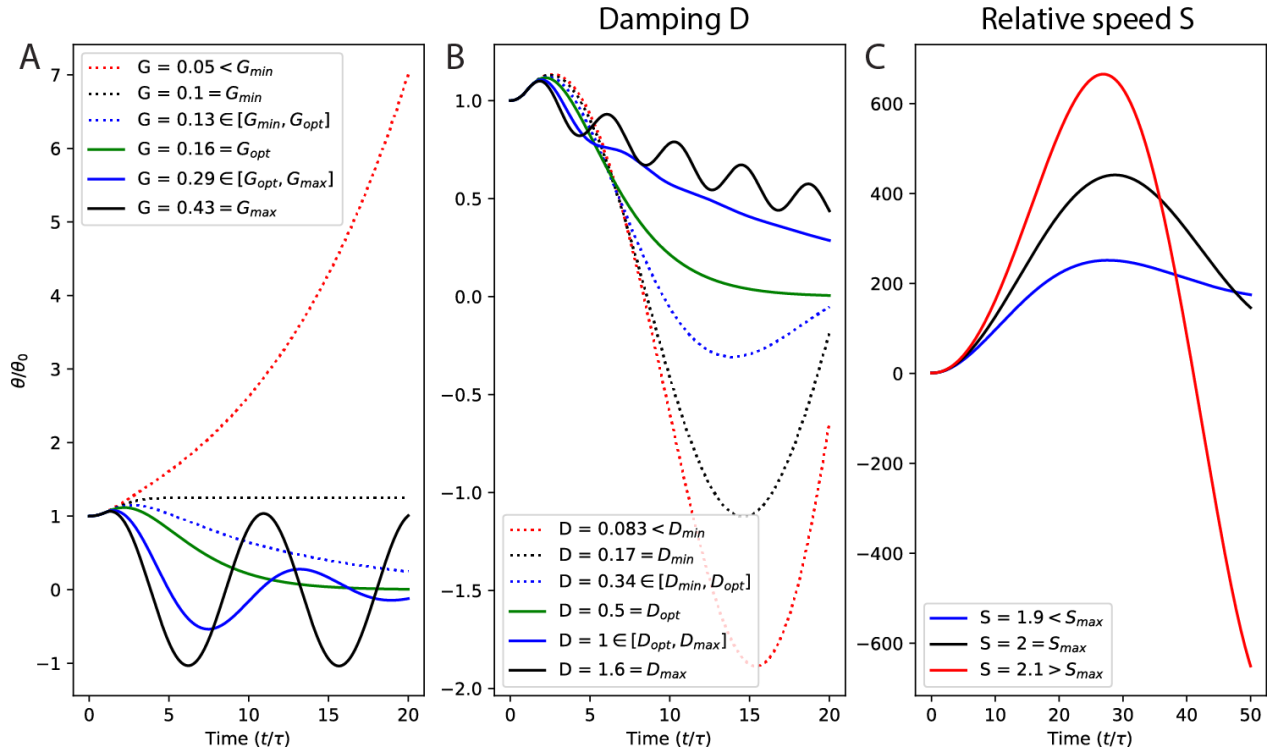 Damping D
Relative speed S
A
B
C
θ/θ₀
7
6
5
4
3
2
1
0
−1
G = 0.05 < G_min
G = 0.1 = G_min
G = 0.13 ∈ [G_min, G_opt]
G = 0.16 = G_opt
G = 0.29 ∈ [G_opt, G_max]
G = 0.43 = G_max
0 5 10 15 20
Time (t/τ)
1.0
0.5
0.0
−0.5
−1.0
−1.5
−2.0
D = 0.083 < D_min
D = 0.17 = D_min
D = 0.34 ∈ [D_min, D_opt]
D = 0.5 = D_opt
D = 1 ∈ [D_opt, D_max]
D = 1.6 = D_max
0 5 10 15 20
Time (t/τ)
600
400
200
0
−200
−400
−600
S = 1.9 < S_max
S = 2 = S_max
S = 2.1 > S_max
0 10 20 30 40 50
Time (t/τ)